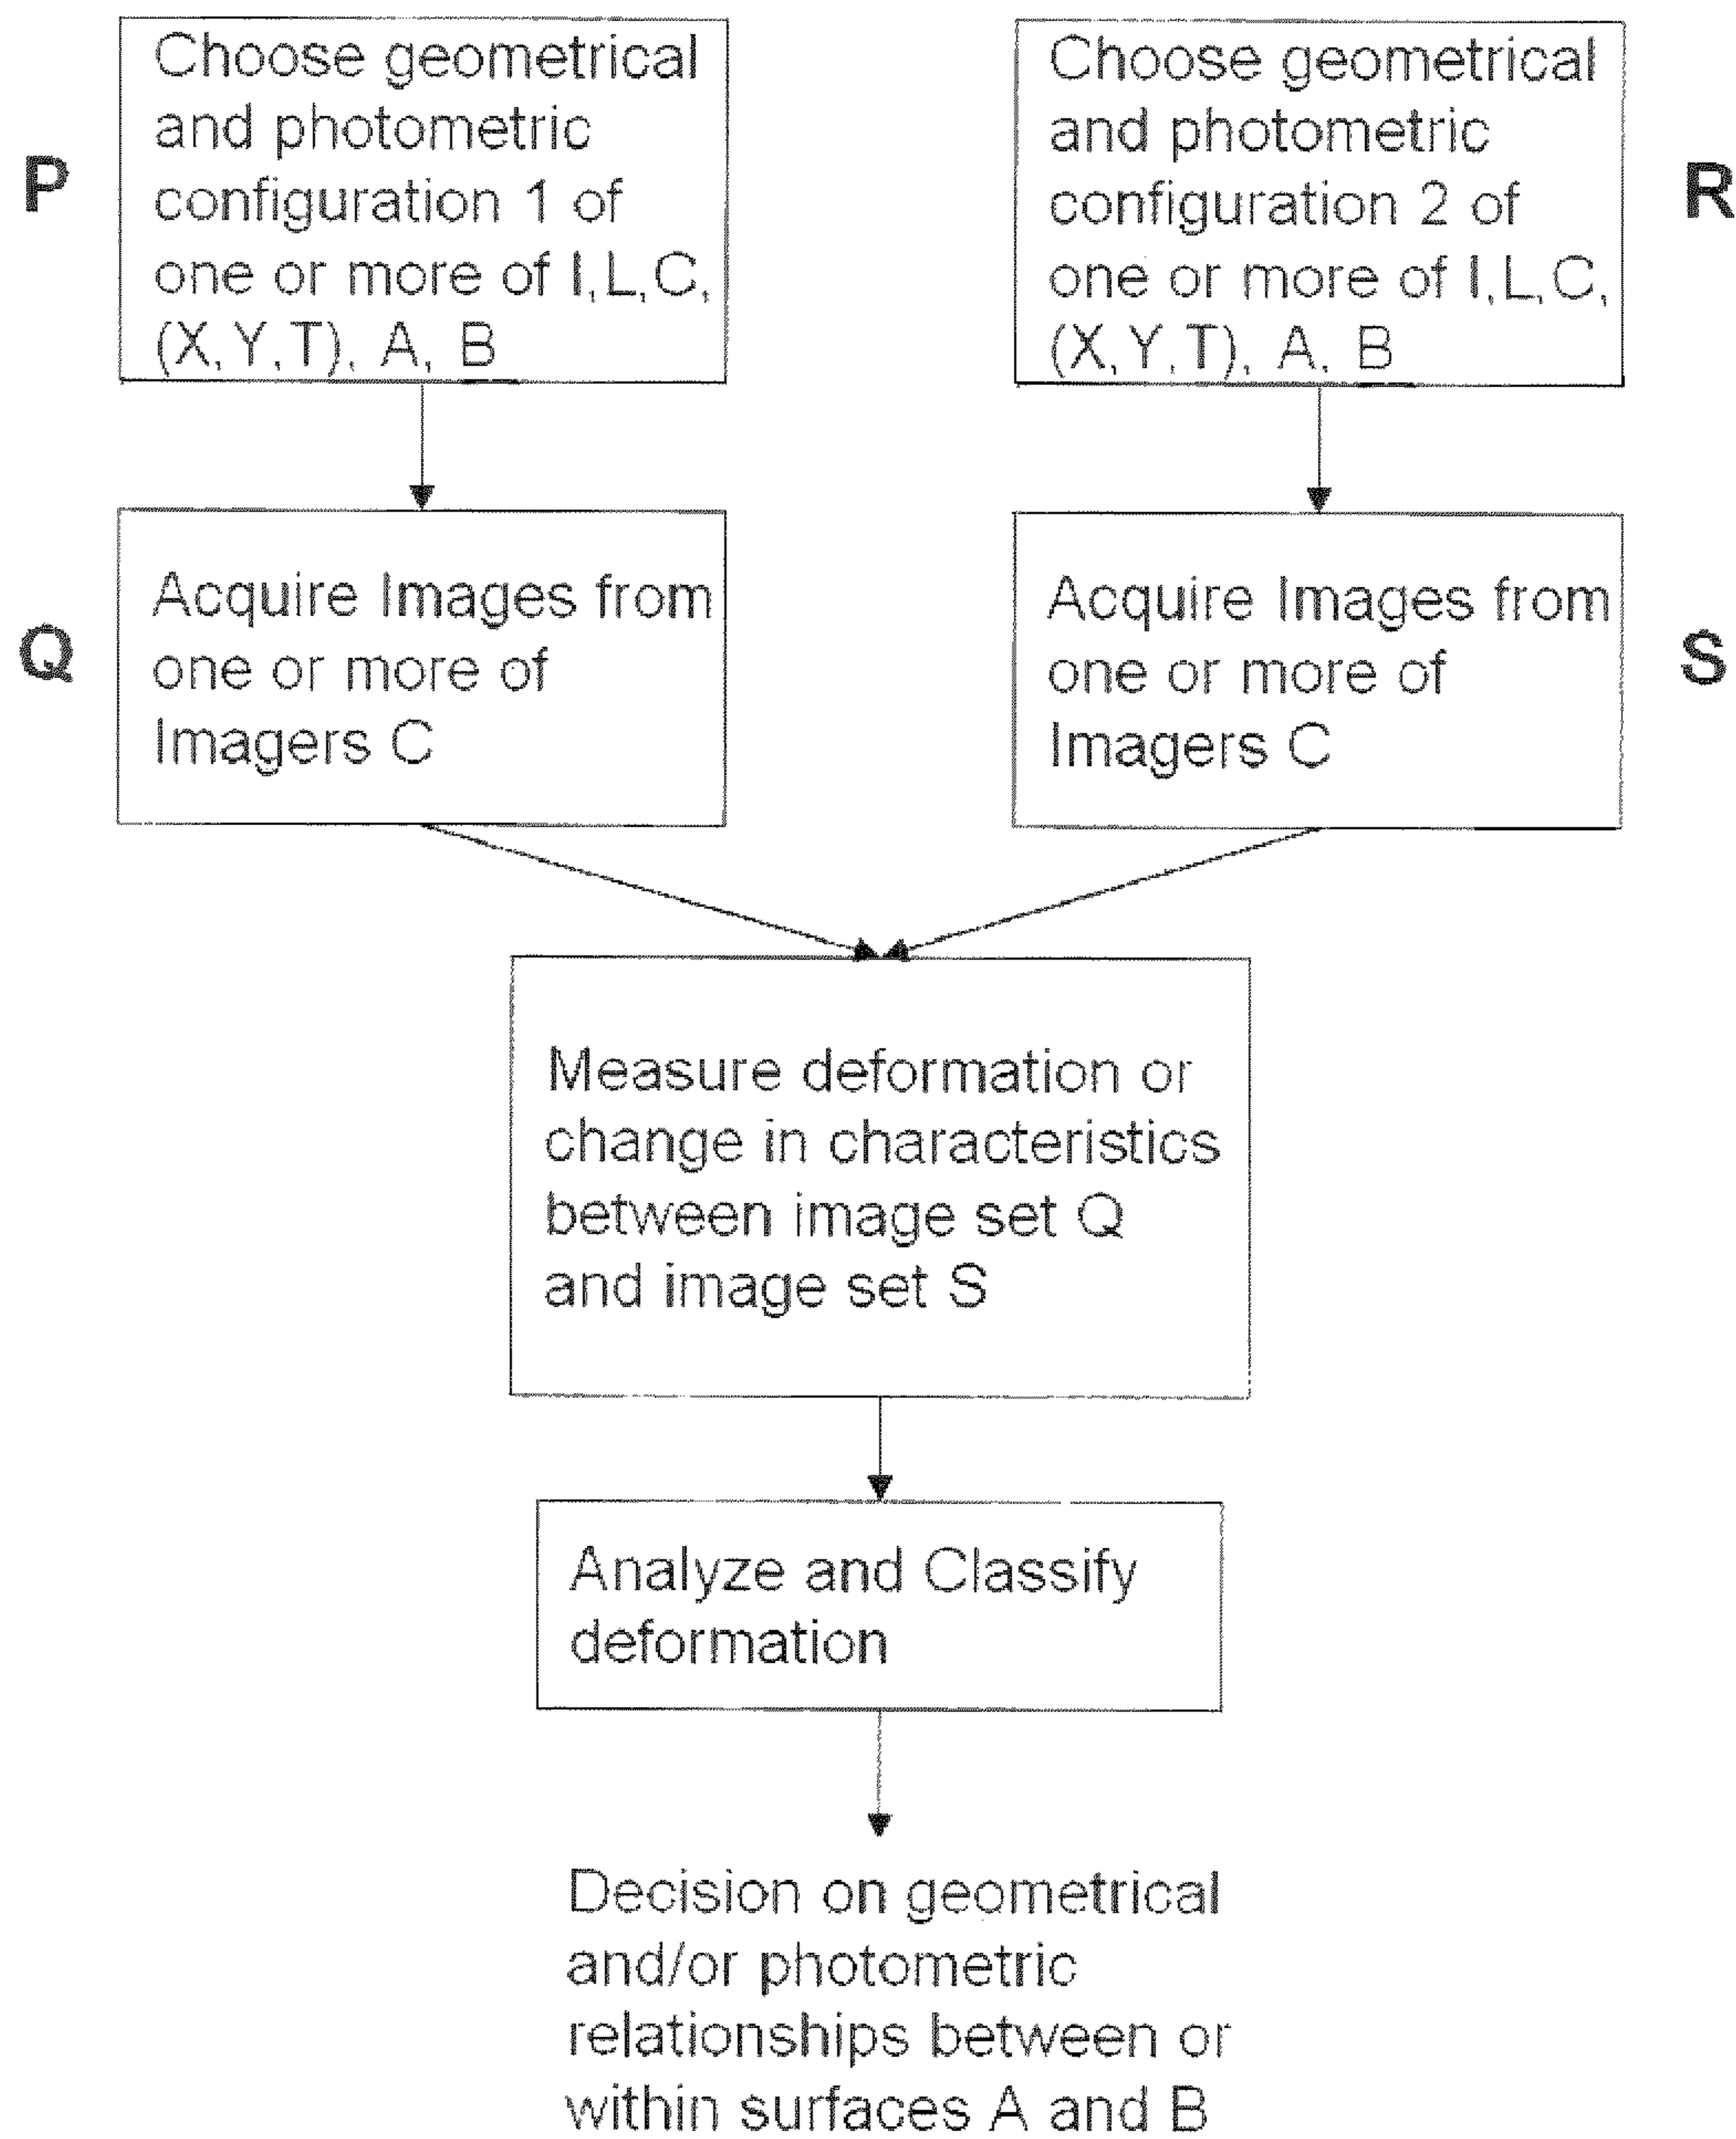 P
Choose geometrical
and photometric
configuration 1 of
one or more of I,L,C,
(X,Y,T), A, B
Choose geometrical
and photometric
configuration 2 of
one or more of I,L,C,
(X,Y,T), A, B
R
Q
Acquire Images from
one or more of
Imagers C
Acquire Images from
one or more of
Imagers C
S
Measure deformation or
change in characteristics
between image set Q
and image set S
Analyze and Classify
deformation
Decision on geometrical
and/or photometric
relationships between or
within surfaces A and B